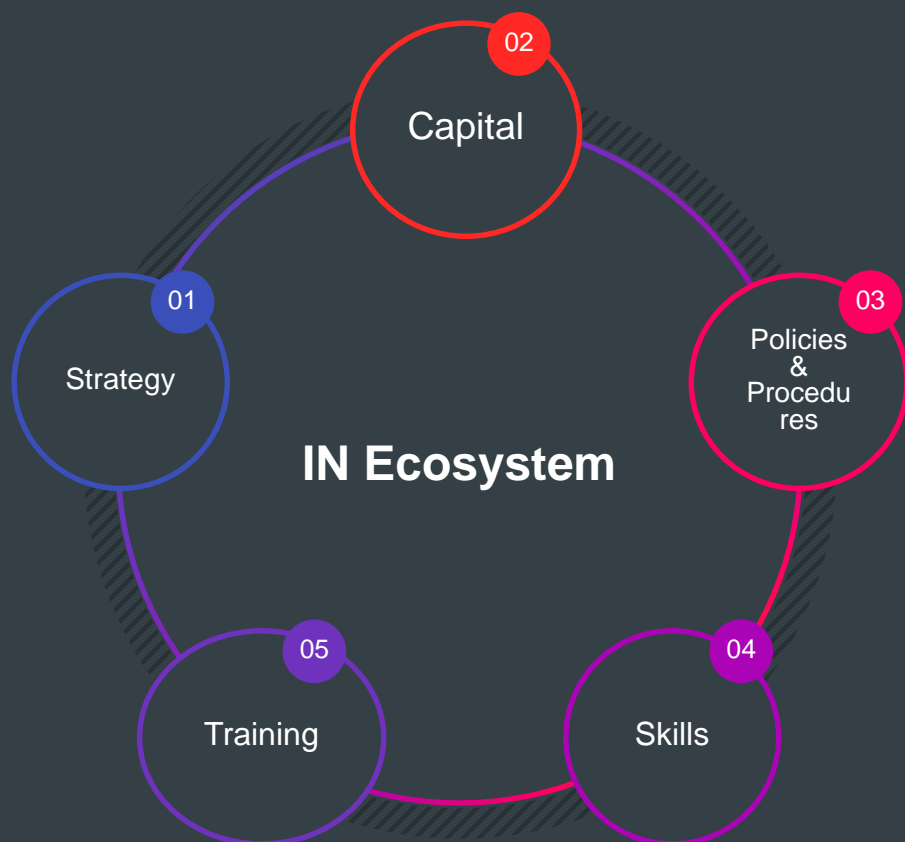 02
Capital
01
Strategy
03
Policies
&
Procedu
res
IN Ecosystem
05
Training
04
Skills